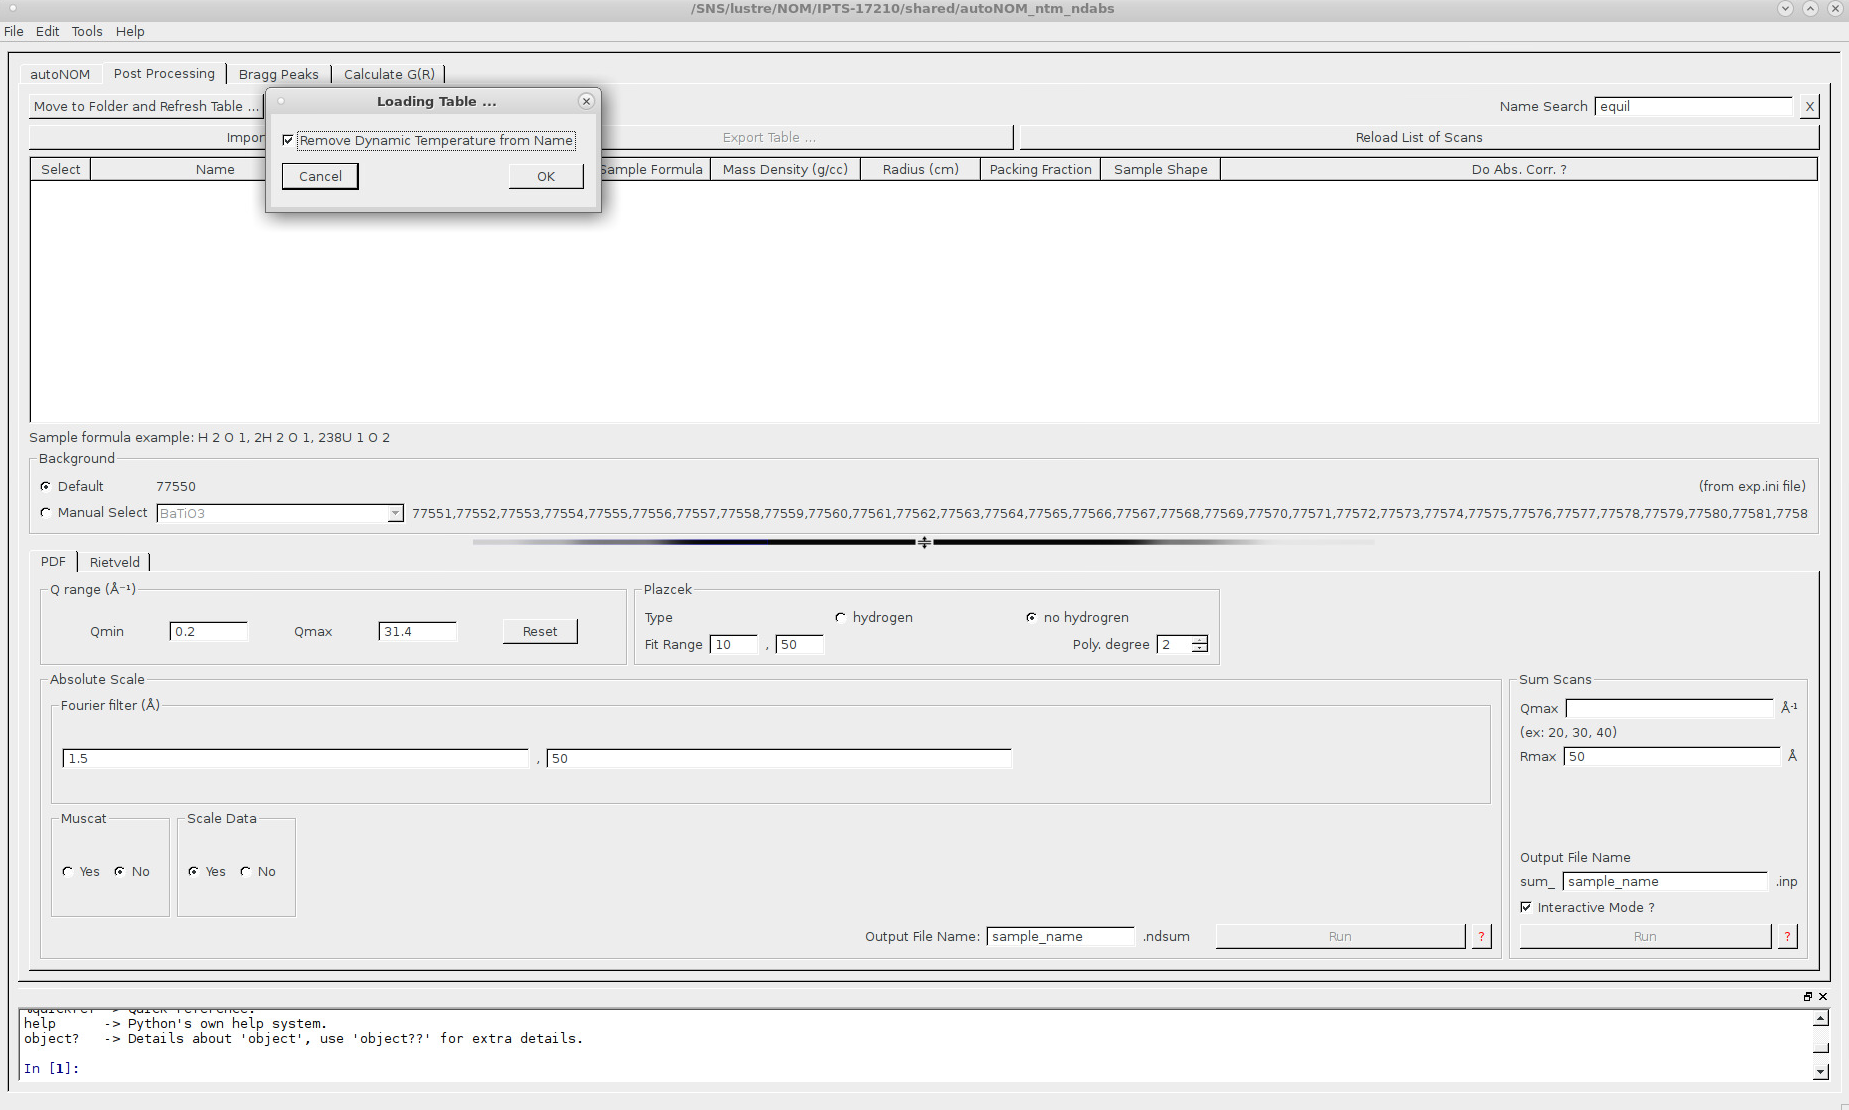 /SNS/lustre/NOM/IPTS-17210/shared/autoNOM_ntm_ndabs
File Edit Tools Help
autoNOM Post Processing Bragg Peaks Calculate G(R)
Move to Folder and Refresh Table ...
Name Search equil X
Loading Table ...
Remove Dynamic Temperature from Name
Cancel OK
Export Table ... Reload List of Scans
Select Name Sample Formula Mass Density (g/cc) Radius (cm) Packing Fraction Sample Shape Do Abs. Corr. ?
Sample formula example: H 2 O 1, 2H 2 O 1, 238U 1 O 2
Background
Default 77550 (from exp.ini file)
Manual Select BaTiO3 77551,77552,77553,77554,77555,77556,77557,77558,77559,77560,77561,77562,77563,77564,77565,77566,77567,77568,77569,77570,77571,77572,77573,77574,77575,77576,77577,77578,77579,77580,77581,7758
PDF Rietveld
Q range (Å⁻¹)
Qmin 0.2 Qmax 31.4 Reset
Plazcek
Type hydrogen no hydrogren
Fit Range 10 , 50 Poly. degree 2
Absolute Scale
Fourier filter (Å)
1.5 , 50
Muscat
Yes No
Scale Data
Yes No
Output File Name: sample_name .ndsum Run ?
Sum Scans
Qmax Å⁻¹
(ex: 20, 30, 40)
Rmax 50 Å
Output File Name
sum_ sample_name .inp
Interactive Mode ?
Run ?
help -> Python's own help system.
object? -> Details about 'object', use 'object??' for extra details.
In [1]: